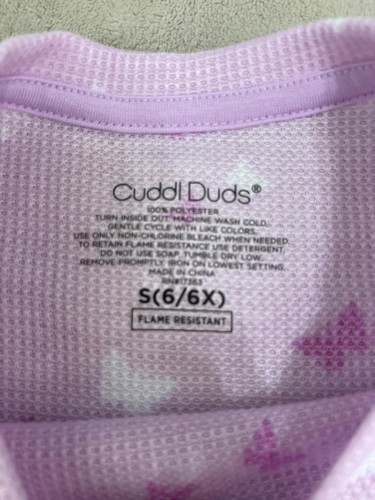 Cuddl Duds®
100% POLYESTER
TURN INSIDE OUT. MACHINE WASH COLD,
GENTLE CYCLE WITH LIKE COLORS.
USE ONLY NON-CHLORINE BLEACH WHEN NEEDED.
TO RETAIN FLAME RESISTANCE USE DETERGENT.
DO NOT USE SOAP. TUMBLE DRY LOW.
REMOVE PROMPTLY. IRON ON LOWEST SETTING.
MADE IN CHINA
RN#17363
S(6/6X)
FLAME RESISTANT